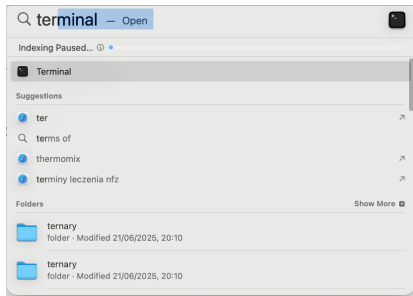 terminal — Open
Indexing Paused...
Terminal
Suggestions
ter
terms of
thermomix
terminy leczenia nfz
Folders Show More
ternary
folder - Modified 21/06/2025, 20:10
ternary
folder - Modified 21/06/2025, 20:10